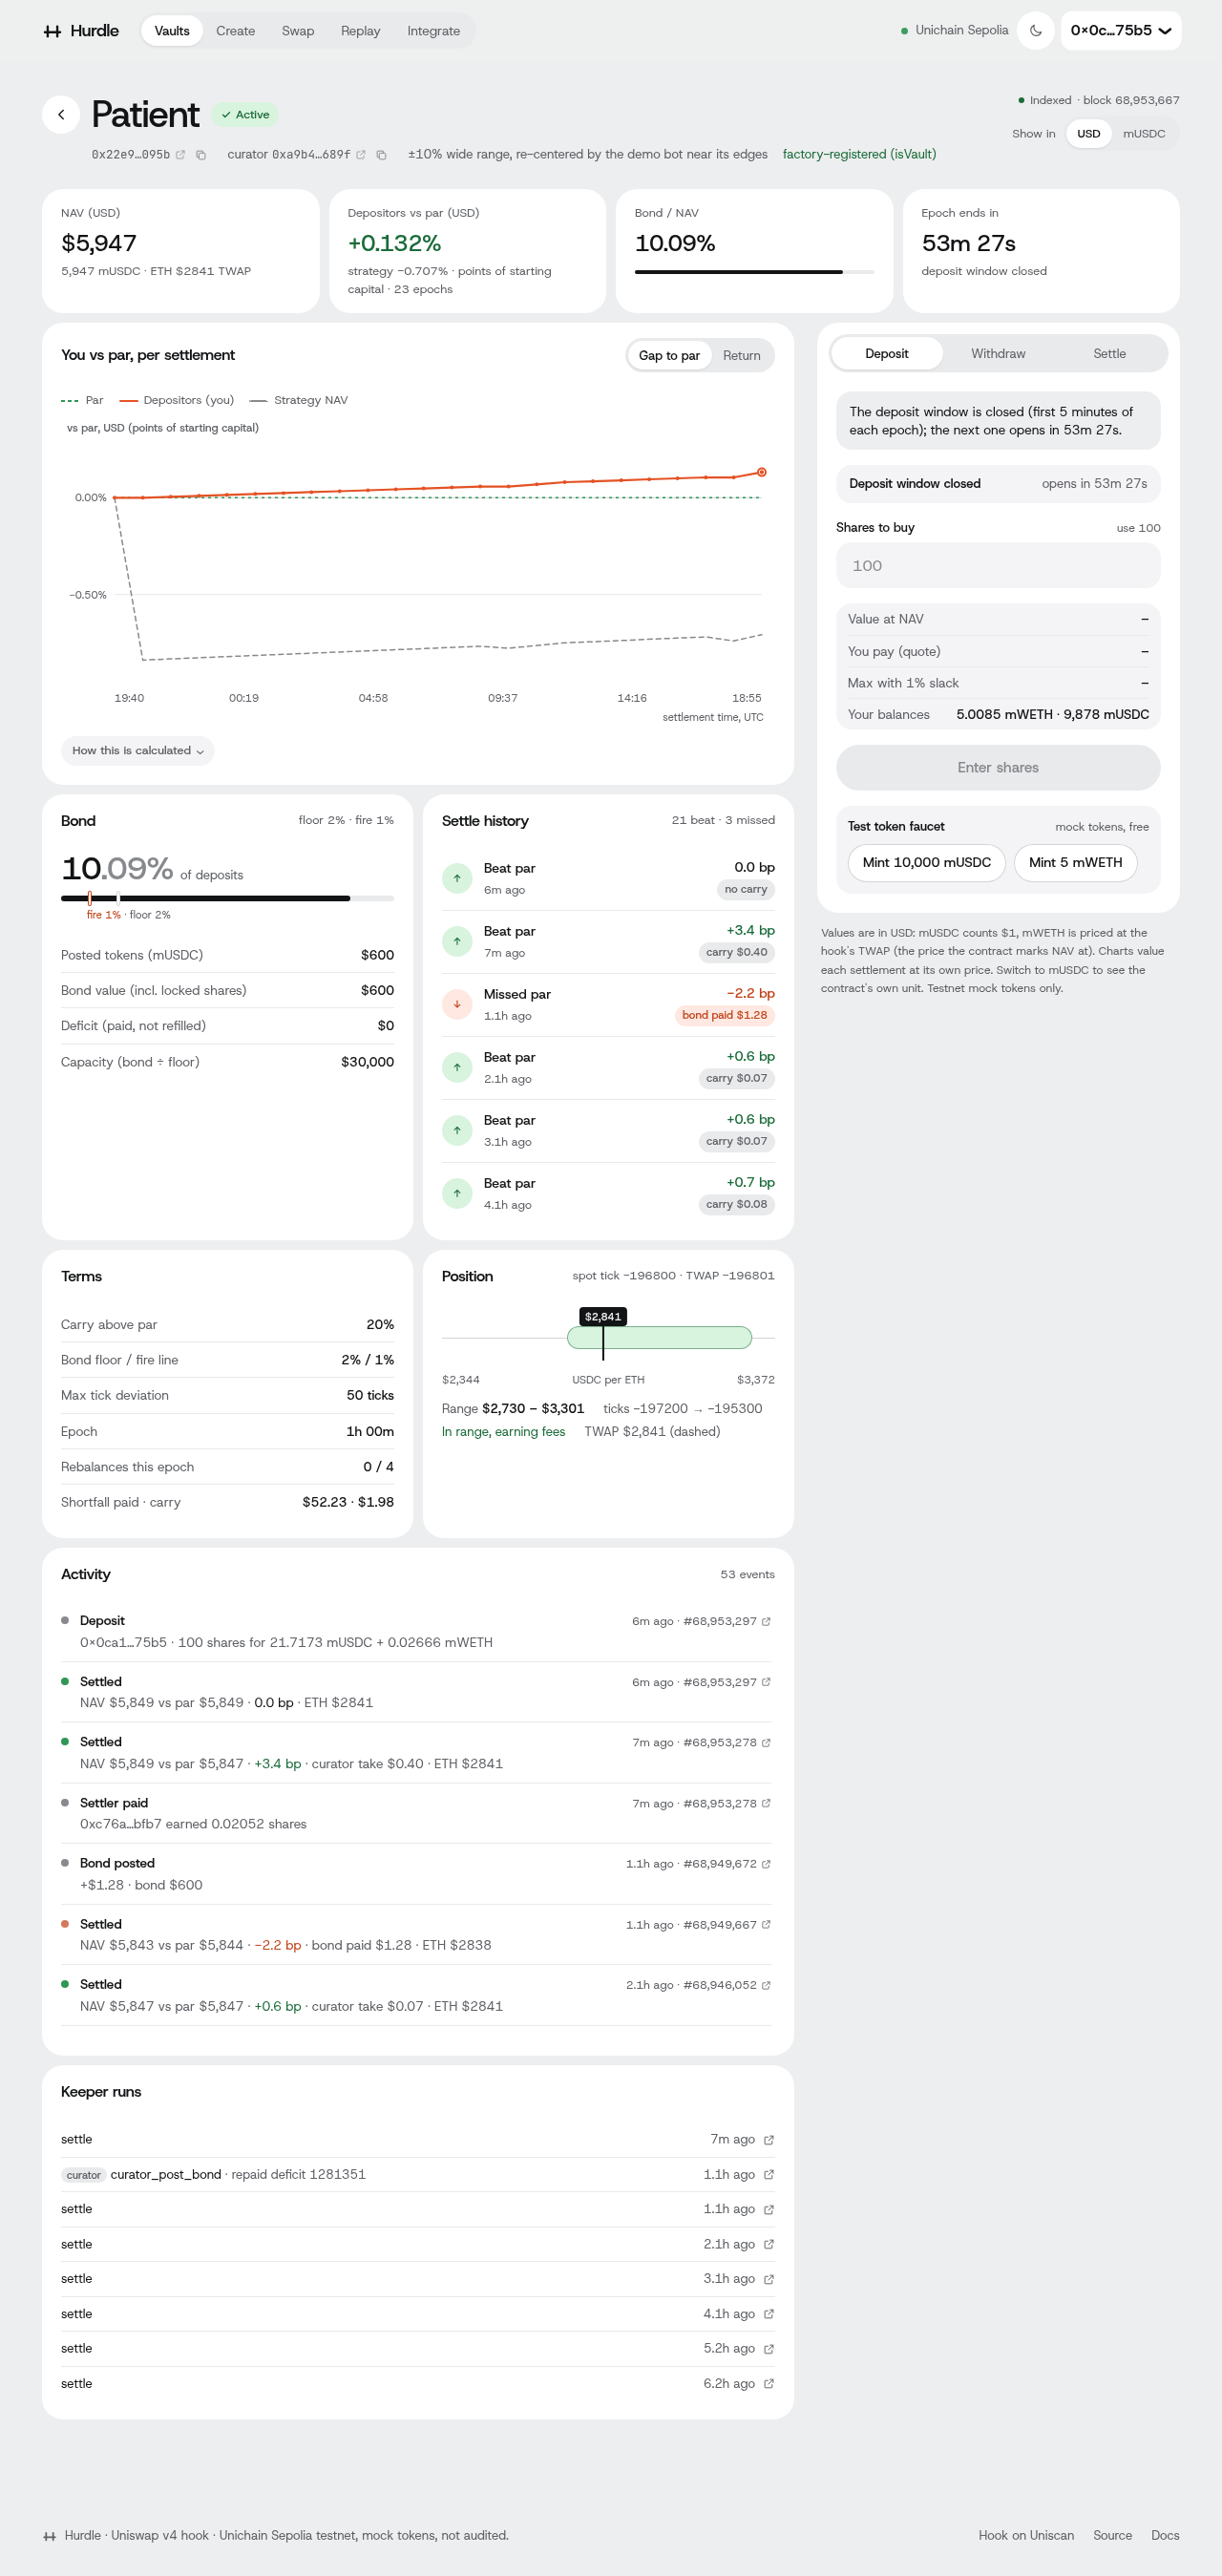 Hurdle
Vaults Create Swap Replay Integrate
Unichain Sepolia
0×0c…75b5
Patient
Active
Indexed · block 68,953,667
Show in USD mUSDC
0x22e9…095b curator 0xa9b4…689f ±10% wide range, re-centered by the demo bot near its edges factory-registered (isVault)
NAV (USD)
$5,947
5,947 mUSDC · ETH $2841 TWAP
Depositors vs par (USD)
+0.132%
strategy −0.707% · points of starting
capital · 23 epochs
Bond / NAV
10.09%
Epoch ends in
53m 27s
deposit window closed
You vs par, per settlement
Gap to par Return
Par Depositors (you) Strategy NAV
vs par, USD (points of starting capital)
0.00%
−0.50%
19:40 00:19 04:58 09:37 14:16 18:55
settlement time, UTC
How this is calculated
Deposit Withdraw Settle
The deposit window is closed (first 5 minutes of
each epoch); the next one opens in 53m 27s.
Deposit window closed opens in 53m 27s
Shares to buy use 100
100
Value at NAV –
You pay (quote) –
Max with 1% slack –
Your balances 5.0085 mWETH · 9,878 mUSDC
Enter shares
Test token faucet mock tokens, free
Mint 10,000 mUSDC Mint 5 mWETH
Values are in USD: mUSDC counts $1, mWETH is priced at the
hook's TWAP (the price the contract marks NAV at). Charts value
each settlement at its own price. Switch to mUSDC to see the
contract's own unit. Testnet mock tokens only.
Bond floor 2% · fire 1%
10.09% of deposits
fire 1% · floor 2%
Posted tokens (mUSDC) $600
Bond value (incl. locked shares) $600
Deficit (paid, not refilled) $0
Capacity (bond ÷ floor) $30,000
Settle history 21 beat · 3 missed
Beat par 0.0 bp
6m ago no carry
Beat par +3.4 bp
7m ago carry $0.40
Missed par −2.2 bp
1.1h ago bond paid $1.28
Beat par +0.6 bp
2.1h ago carry $0.07
Beat par +0.6 bp
3.1h ago carry $0.07
Beat par +0.7 bp
4.1h ago carry $0.08
Terms
Carry above par 20%
Bond floor / fire line 2% / 1%
Max tick deviation 50 ticks
Epoch 1h 00m
Rebalances this epoch 0 / 4
Shortfall paid · carry $52.23 · $1.98
Position spot tick −196800 · TWAP −196801
$2,841
$2,344 USDC per ETH $3,372
Range $2,730 – $3,301 ticks −197200 → −195300
In range, earning fees TWAP $2,841 (dashed)
Activity 53 events
Deposit 6m ago · #68,953,297
0×0ca1…75b5 · 100 shares for 21.7173 mUSDC + 0.02666 mWETH
Settled 6m ago · #68,953,297
NAV $5,849 vs par $5,849 · 0.0 bp · ETH $2841
Settled 7m ago · #68,953,278
NAV $5,849 vs par $5,847 · +3.4 bp · curator take $0.40 · ETH $2841
Settler paid 7m ago · #68,953,278
0xc76a…bfb7 earned 0.02052 shares
Bond posted 1.1h ago · #68,949,672
+$1.28 · bond $600
Settled 1.1h ago · #68,949,667
NAV $5,843 vs par $5,844 · −2.2 bp · bond paid $1.28 · ETH $2838
Settled 2.1h ago · #68,946,052
NAV $5,847 vs par $5,847 · +0.6 bp · curator take $0.07 · ETH $2841
Keeper runs
settle 7m ago
curator curator_post_bond · repaid deficit 1281351 1.1h ago
settle 1.1h ago
settle 2.1h ago
settle 3.1h ago
settle 4.1h ago
settle 5.2h ago
settle 6.2h ago
Hurdle · Uniswap v4 hook · Unichain Sepolia testnet, mock tokens, not audited.
Hook on Uniscan Source Docs